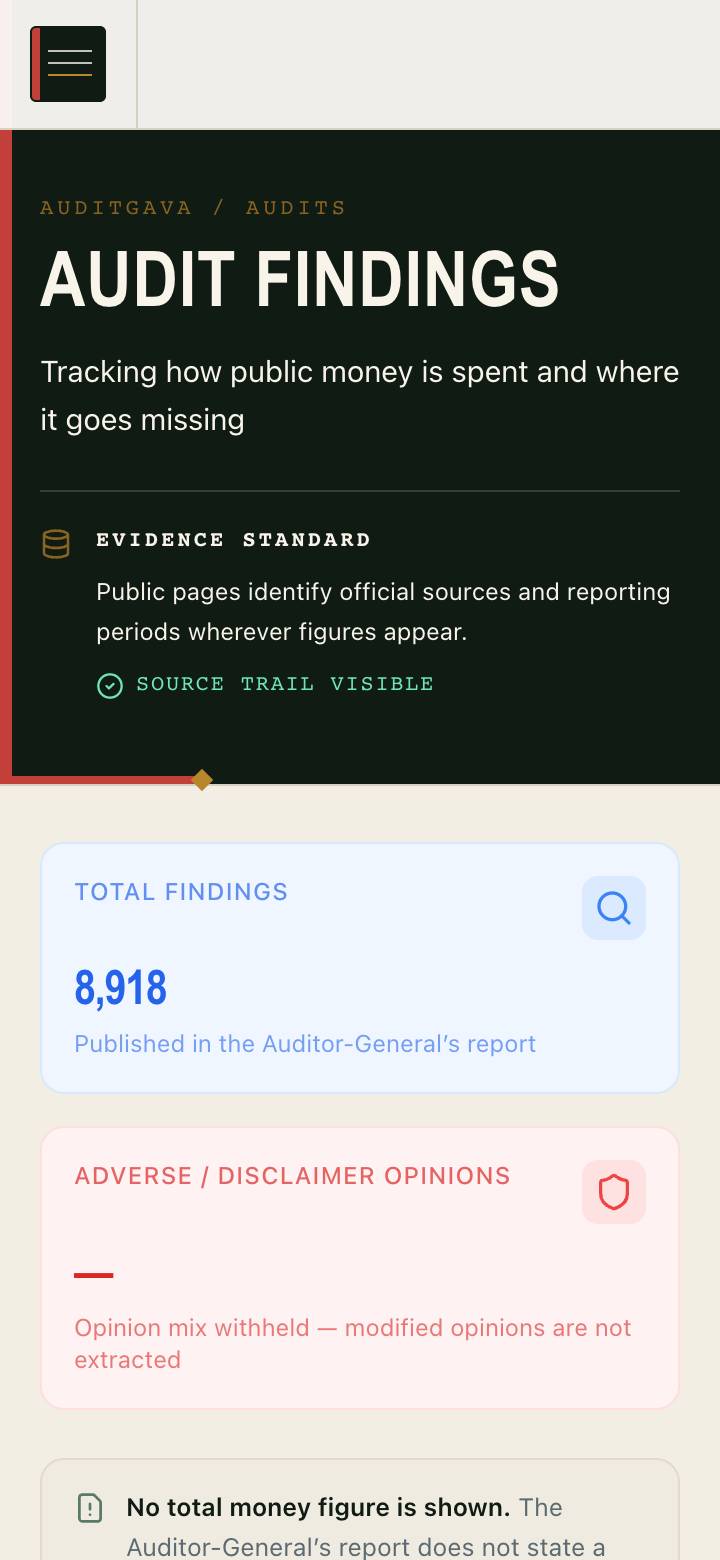 AUDITGAVA / AUDITS
AUDIT FINDINGS
Tracking how public money is spent and where
it goes missing
EVIDENCE STANDARD
Public pages identify official sources and reporting
periods wherever figures appear.
SOURCE TRAIL VISIBLE
TOTAL FINDINGS
8,918
Published in the Auditor-General’s report
ADVERSE / DISCLAIMER OPINIONS
—
Opinion mix withheld — modified opinions are not
extracted
No total money figure is shown. The
Auditor-General’s report does not state a